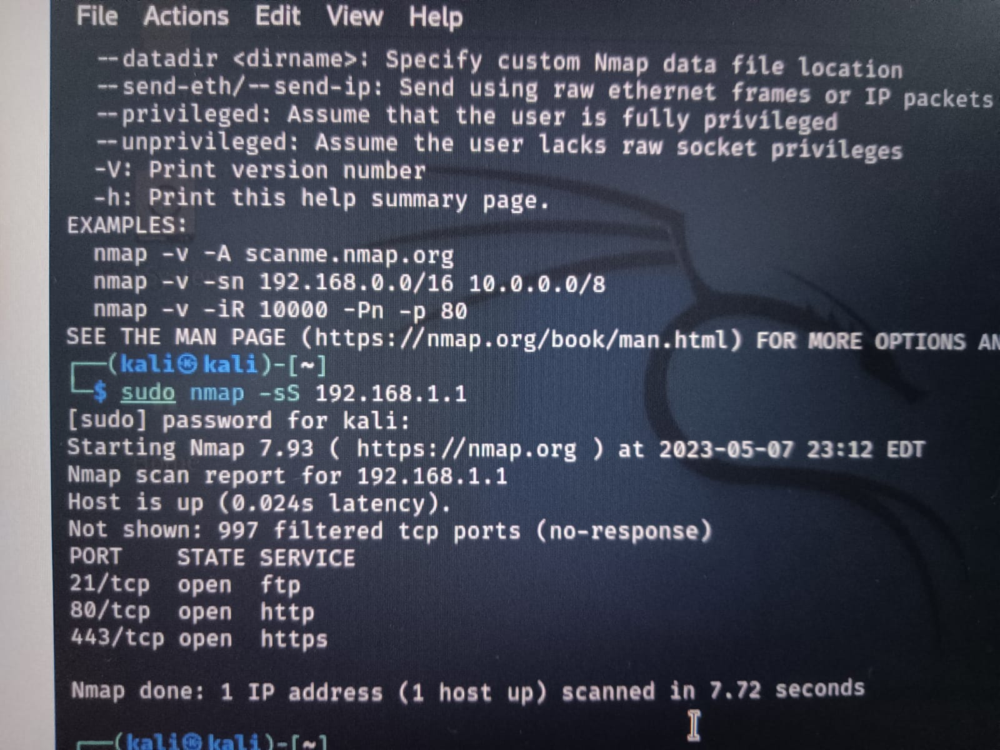 File Actions Edit View Help
--datadir <dirname>: Specify custom Nmap data file location
--send-eth/--send-ip: Send using raw ethernet frames or IP packets
--privileged: Assume that the user is fully privileged
--unprivileged: Assume the user lacks raw socket privileges
-V: Print version number
-h: Print this help summary page.
EXAMPLES:
nmap -v -A scanme.nmap.org
nmap -v -sn 192.168.0.0/16 10.0.0.0/8
nmap -v -iR 10000 -Pn -p 80
SEE THE MAN PAGE (https://nmap.org/book/man.html) FOR MORE OPTIONS AN
┌──(kali㉿kali)-[~]
└─$ sudo nmap -sS 192.168.1.1
[sudo] password for kali:
Starting Nmap 7.93 ( https://nmap.org ) at 2023-05-07 23:12 EDT
Nmap scan report for 192.168.1.1
Host is up (0.024s latency).
Not shown: 997 filtered tcp ports (no-response)
PORT    STATE SERVICE
21/tcp  open  ftp
80/tcp  open  http
443/tcp open  https
Nmap done: 1 IP address (1 host up) scanned in 7.72 seconds
┌──(kali㉿kali)-[~]